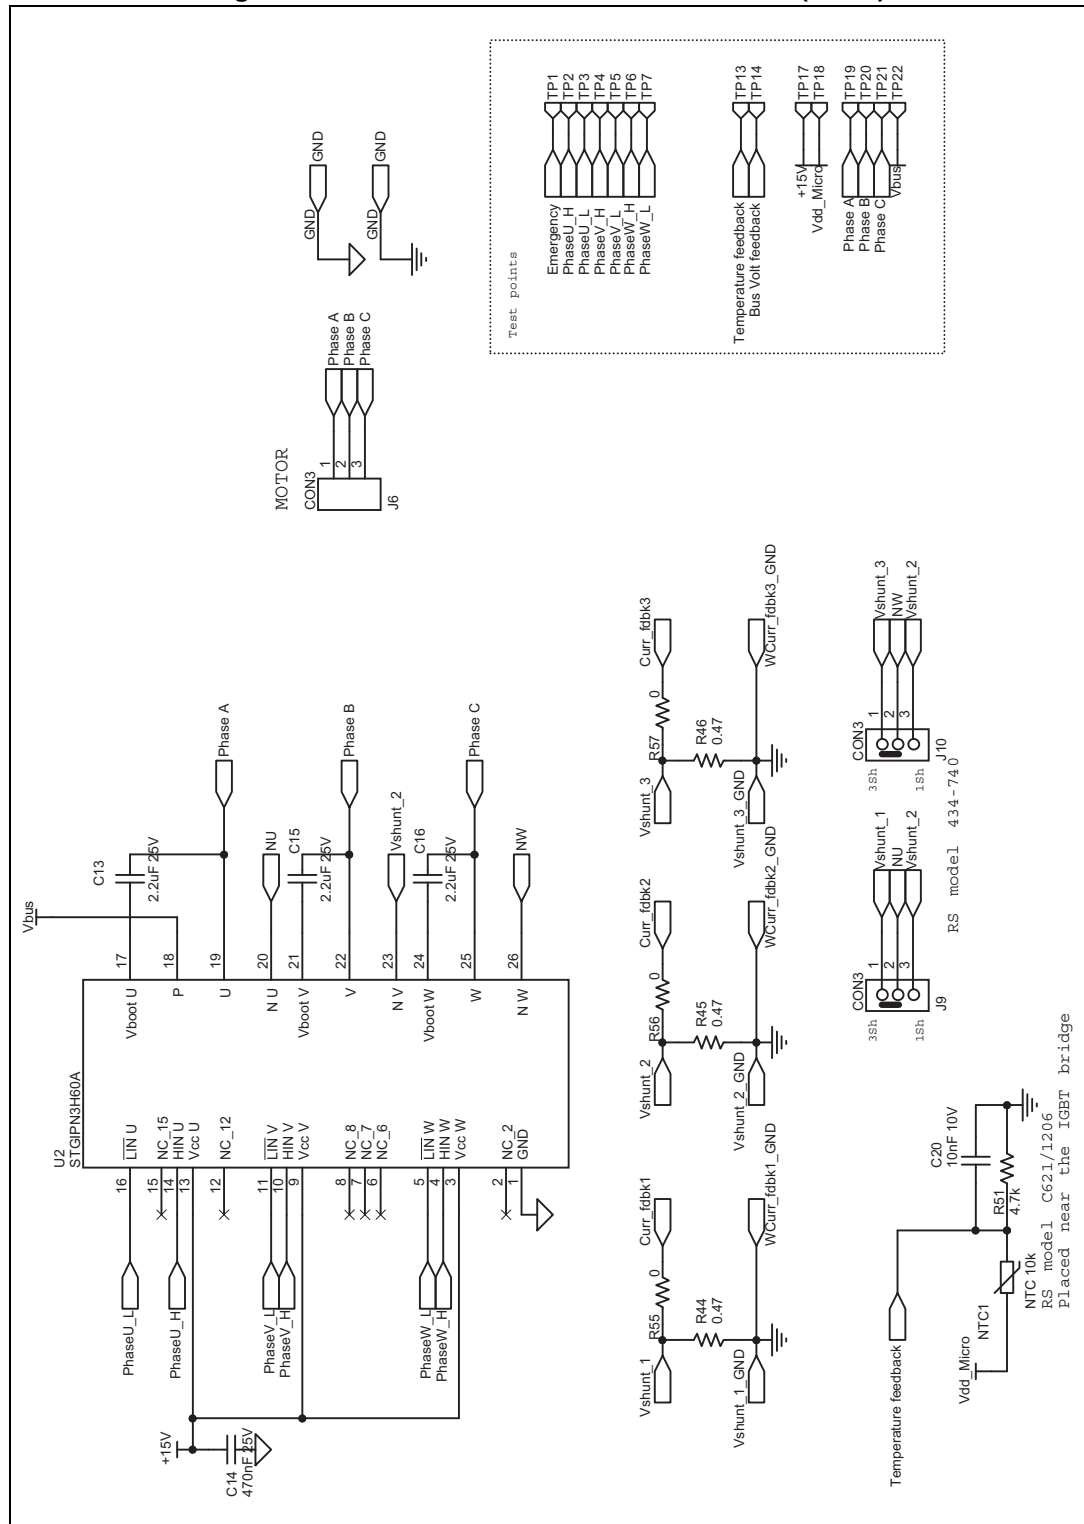 Vbus
U2
STGIPN3H60A
PhaseU_L
16
LIN U
15
NC_15
PhaseU_H
14
HIN U
13
Vcc U
12
NC_12
PhaseV_L
11
LIN V
PhaseV_H
10
HIN V
9
Vcc V
8
NC_8
7
NC_7
6
NC_6
PhaseW_L
5
LIN W
PhaseW_H
4
HIN W
3
Vcc W
2
NC_2
1
GND
+15V
C14
470nF 25V
Vboot U
17
P
18
U
19
N U
20
Vboot V
21
V
22
N V
23
Vboot W
24
W
25
N W
26
C13
2.2uF 25V
Phase A
NU
C15
2.2uF 25V
Phase B
Vshunt_2
C16
2.2uF 25V
Phase C
NW
MOTOR
CON3
1
2
3
Phase A
Phase B
Phase C
J6
GND
GND
GND
GND
Vshunt_1
R55
0
Curr_fdbk1
R44
0.47
Vshunt_1_GND
WCurr_fdbk1_GND
Vshunt_2
R56
0
Curr_fdbk2
R45
0.47
Vshunt_2_GND
WCurr_fdbk2_GND
Vshunt_3
R57
0
Curr_fdbk3
R46
0.47
Vshunt_3_GND
WCurr_fdbk3_GND
Test points
Emergency
TP1
PhaseU_H
TP2
PhaseU_L
TP3
PhaseV_H
TP4
PhaseV_L
TP5
PhaseW_H
TP6
PhaseW_L
TP7
Temperature feedback
TP13
Bus Volt feedback
TP14
+15V
TP17
Vdd_Micro
TP18
Phase A
TP19
Phase B
TP20
Phase C
TP21
Vbus
TP22
Temperature feedback
Vdd_Micro
NTC1
NTC 10k
C20
10nF 10V
R51
4.7k
RS model C621/1206
Placed near the IGBT bridge
CON3
3Sh
1
Vshunt_1
2
NU
3
Vshunt_2
1Sh
J9
CON3
3Sh
1
Vshunt_3
2
NW
3
Vshunt_2
1Sh
J10
RS model 434-740